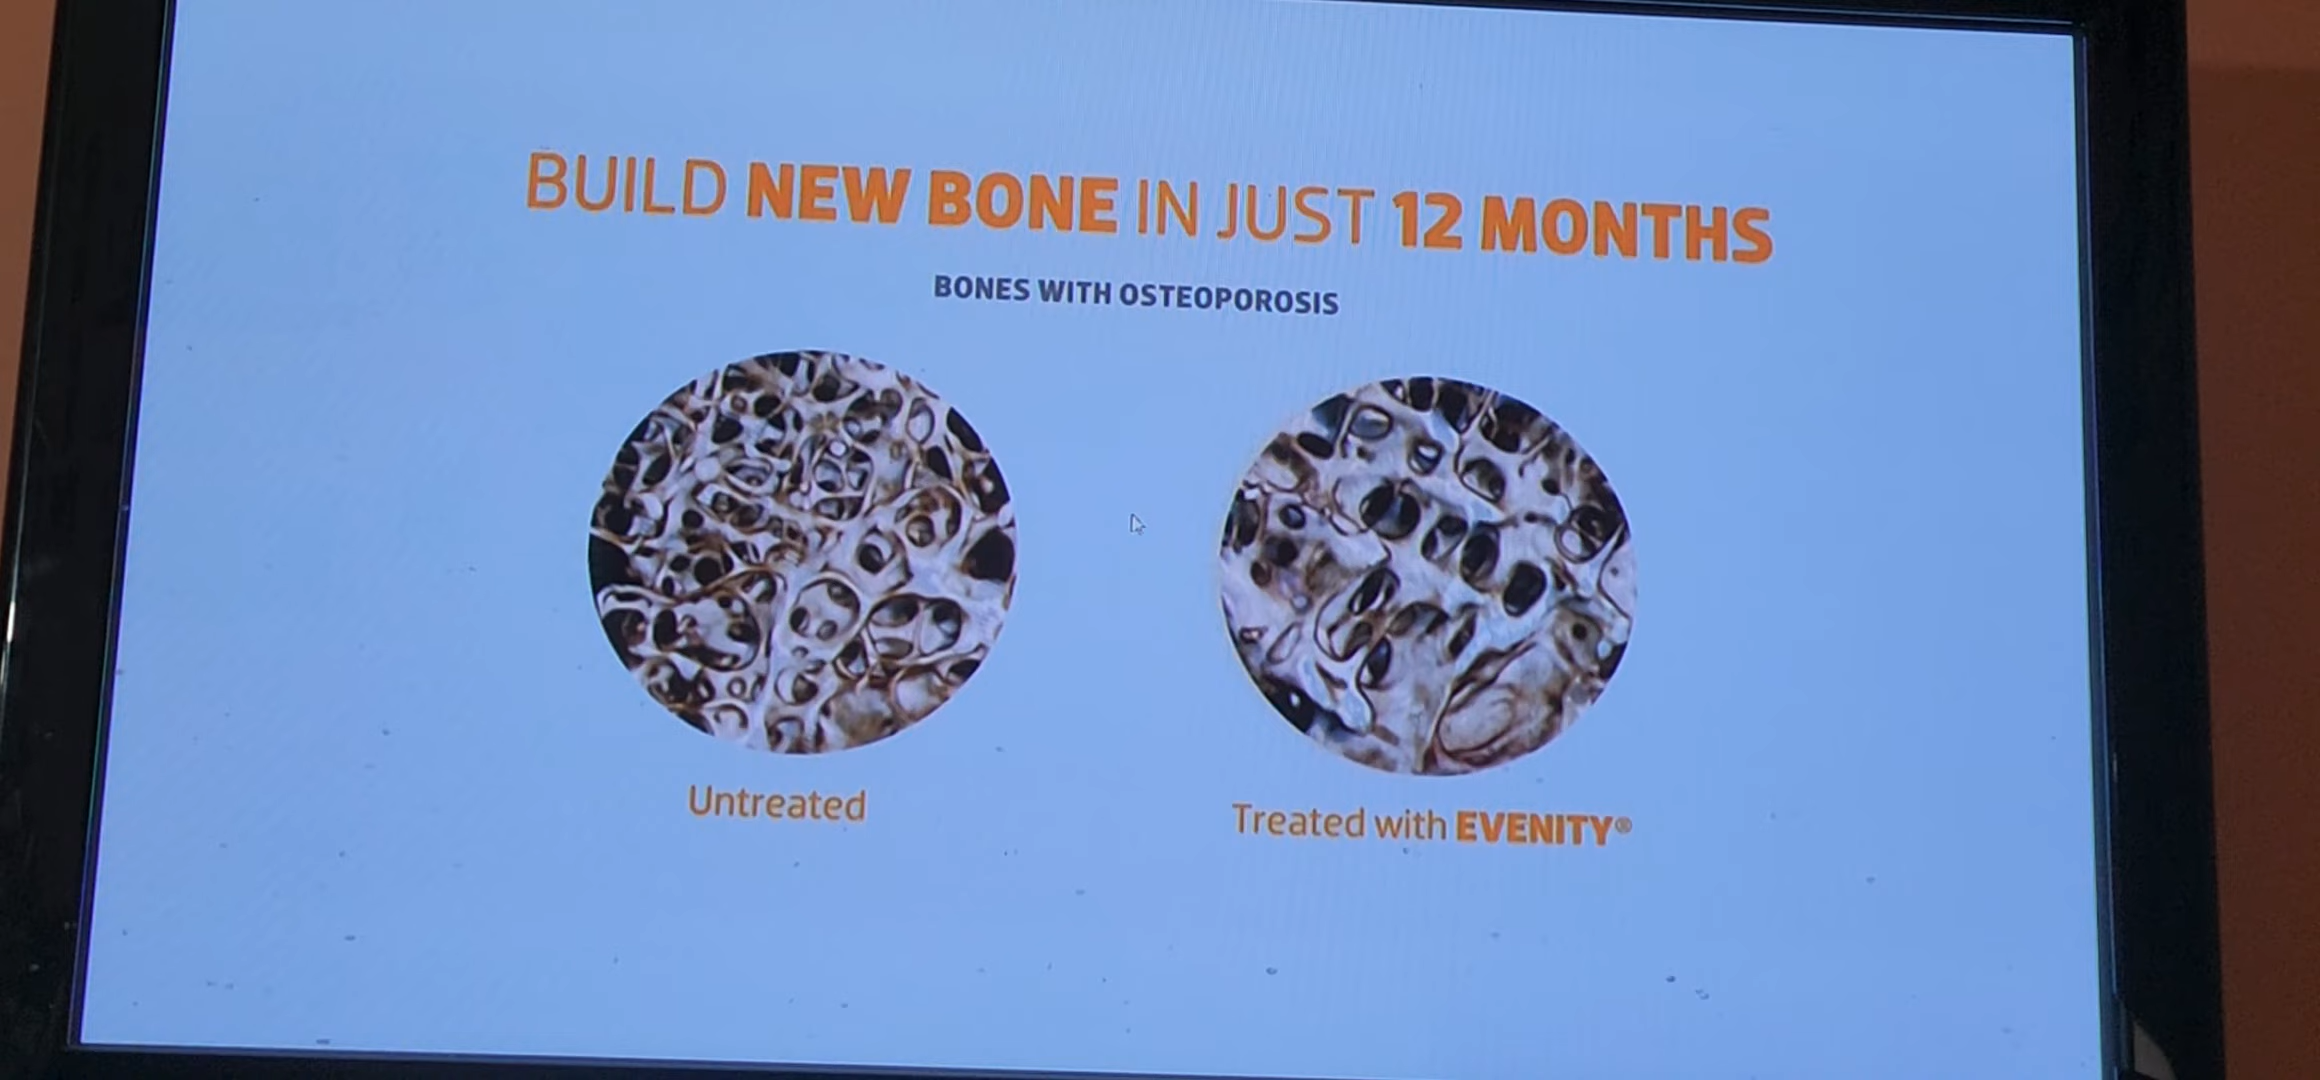 BUILD NEW BONE IN JUST 12 MONTHS
BONES WITH OSTEOPOROSIS
Untreated
Treated with EVENITY®